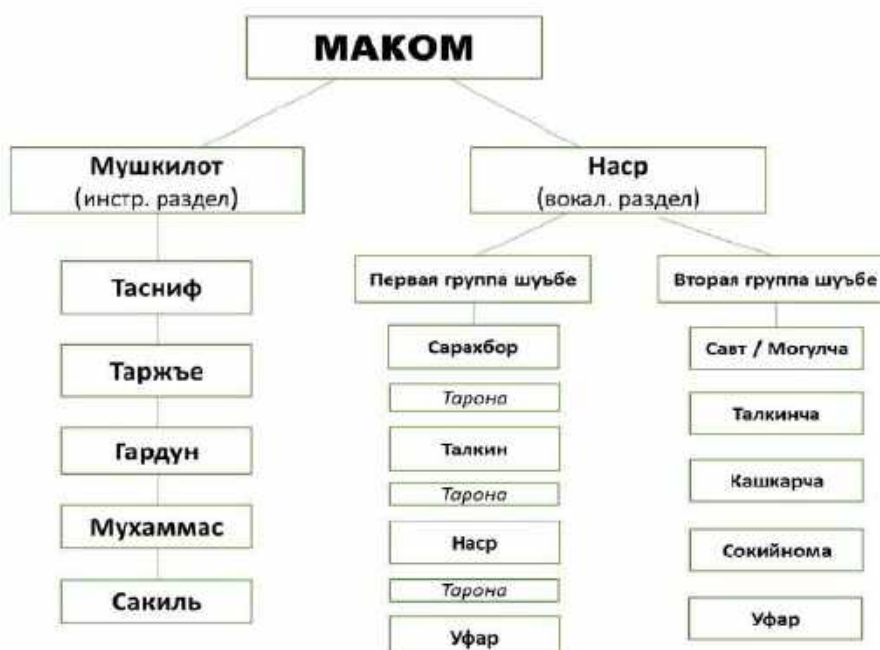 МАКОМ
Мушкилот
(инстр. раздел)
Тасниф
Таржъе
Гардун
Мухаммас
Сакиль
Наср
(вокал. раздел)
Первая группа шуъбе
Сарахбор
Тарона
Талкин
Тарона
Наср
Тарона
Уфар
Вторая группа шуъбе
Савт / Могулча
Талкинча
Кашкарча
Сокийнома
Уфар